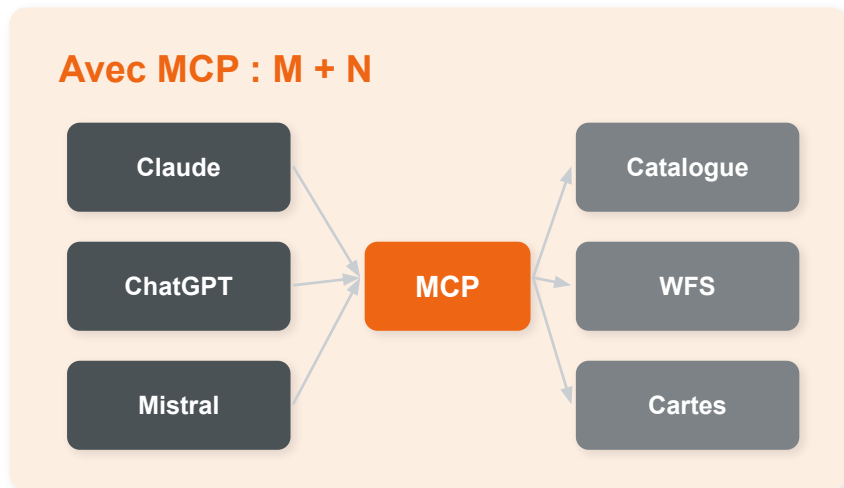 Avec MCP : M + N
Claude
Catalogue
ChatGPT
MCP
WFS
Mistral
Cartes